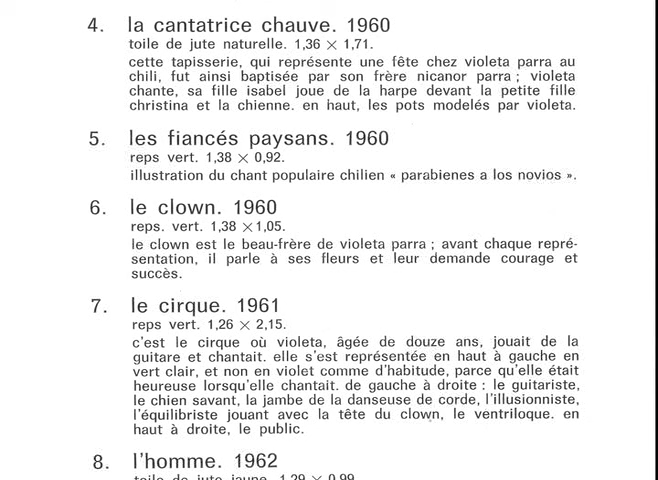 4. la cantatrice chauve. 1960
toile de jute naturelle. 1,36 × 1,71.
cette tapisserie, qui représente une fête chez violeta parra au
chili, fut ainsi baptisée par son frère nicanor parra ; violeta
chante, sa fille isabel joue de la harpe devant la petite fille
christina et la chienne. en haut, les pots modelés par violeta.
5. les fiancés paysans. 1960
reps vert. 1,38 × 0,92.
illustration du chant populaire chilien « parabienes a los novios ».
6. le clown. 1960
reps. vert. 1,38 ×1,05.
le clown est le beau-frère de violeta parra ; avant chaque repré-
sentation, il parle à ses fleurs et leur demande courage et
succès.
7. le cirque. 1961
reps vert. 1,26 × 2,15.
c'est le cirque où violeta, âgée de douze ans, jouait de la
guitare et chantait. elle s'est représentée en haut à gauche en
vert clair, et non en violet comme d'habitude, parce qu'elle était
heureuse lorsqu'elle chantait. de gauche à droite : le guitariste,
le chien savant, la jambe de la danseuse de corde, l'illusionniste,
l'équilibriste jouant avec la tête du clown, le ventriloque. en
haut à droite, le public.
8. l'homme. 1962
toile de jute jaune. 1,29 × 0,99